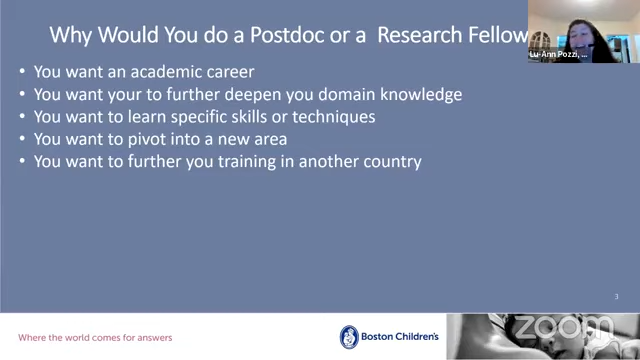 Why Would You do a Postdoc or a Research Fellow
Lu-Ann Pozzi, ...
• You want an academic career
• You want your to further deepen you domain knowledge
• You want to learn specific skills or techniques
• You want to pivot into a new area
• You want to further you training in another country
3
Where the world comes for answers
Boston Children's
zoom